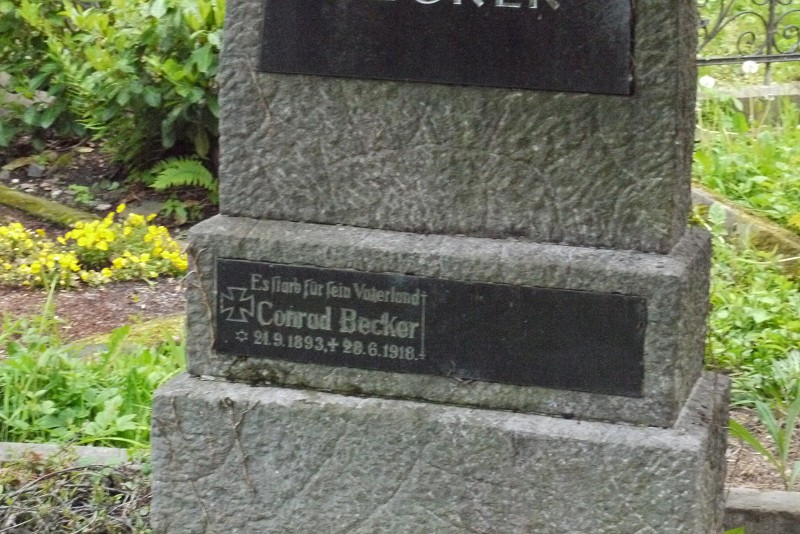 Es starb für sein Vaterland
Conrad Becker
✡ 21.9.1893, ✝ 28.6.1918.